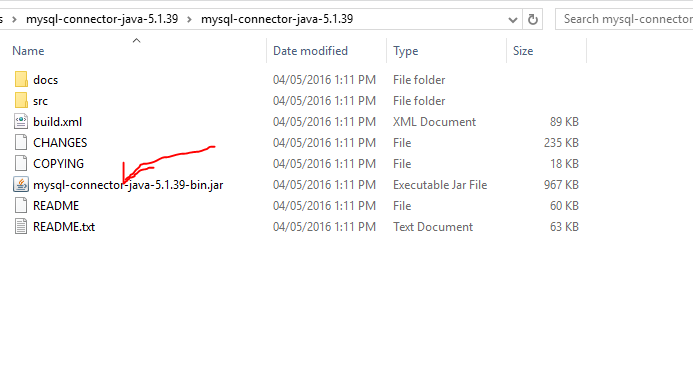 s › mysql-connector-java-5.1.39 › mysql-connector-java-5.1.39 Search mysql-connector
Name Date modified Type Size
docs 04/05/2016 1:11 PM File folder
src 04/05/2016 1:11 PM File folder
build.xml 04/05/2016 1:11 PM XML Document 89 KB
CHANGES 04/05/2016 1:11 PM File 235 KB
COPYING 04/05/2016 1:11 PM File 18 KB
mysql-connector-java-5.1.39-bin.jar 04/05/2016 1:11 PM Executable Jar File 967 KB
README 04/05/2016 1:11 PM File 60 KB
README.txt 04/05/2016 1:11 PM Text Document 63 KB